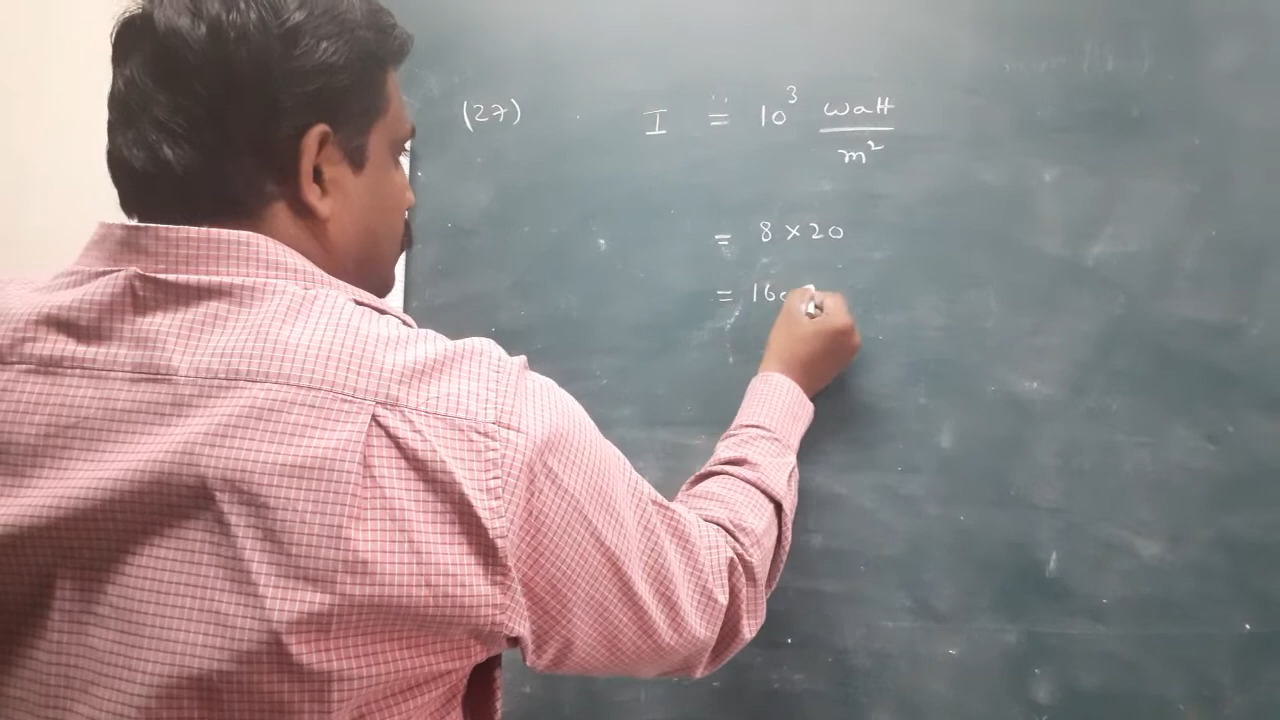 (27) I = 10³ watt/m²
= 8 × 20
= 160